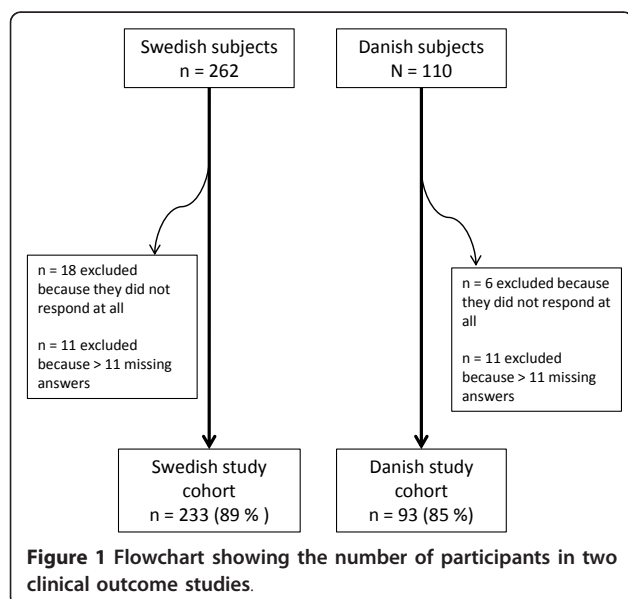 Swedish subjects
n = 262
Danish subjects
N = 110
n = 18 excluded
because they did not
respond at all
n = 11 excluded
because > 11 missing
answers
n = 6 excluded because
they did not respond at
all
n = 11 excluded
because > 11 missing
answers
Swedish study
cohort
n = 233 (89 % )
Danish study
cohort
n = 93 (85 %)
Figure 1 Flowchart showing the number of participants in two
clinical outcome studies.